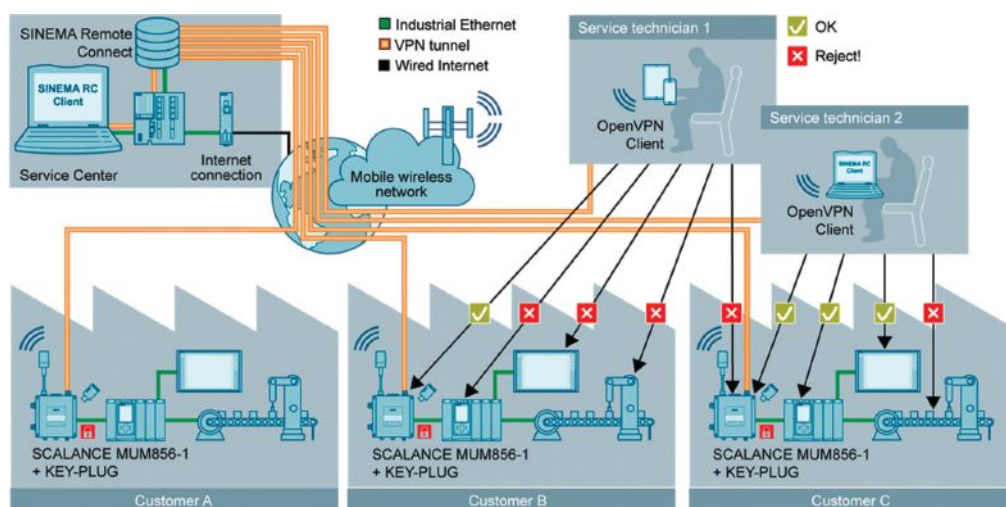 SINEMA Remote
Connect
SINEMA RC
Client
Service Center
Internet
connection
Industrial Ethernet
VPN tunnel
Wired Internet
Mobile wireless
network
Service technician 1
OpenVPN
Client
OK
Reject!
Service technician 2
SINEMA RC
Client
OpenVPN
Client
SCALANCE MUM856-1
+ KEY-PLUG
Customer A
SCALANCE MUM856-1
+ KEY-PLUG
Customer B
SCALANCE MUM856-1
+ KEY-PLUG
Customer C